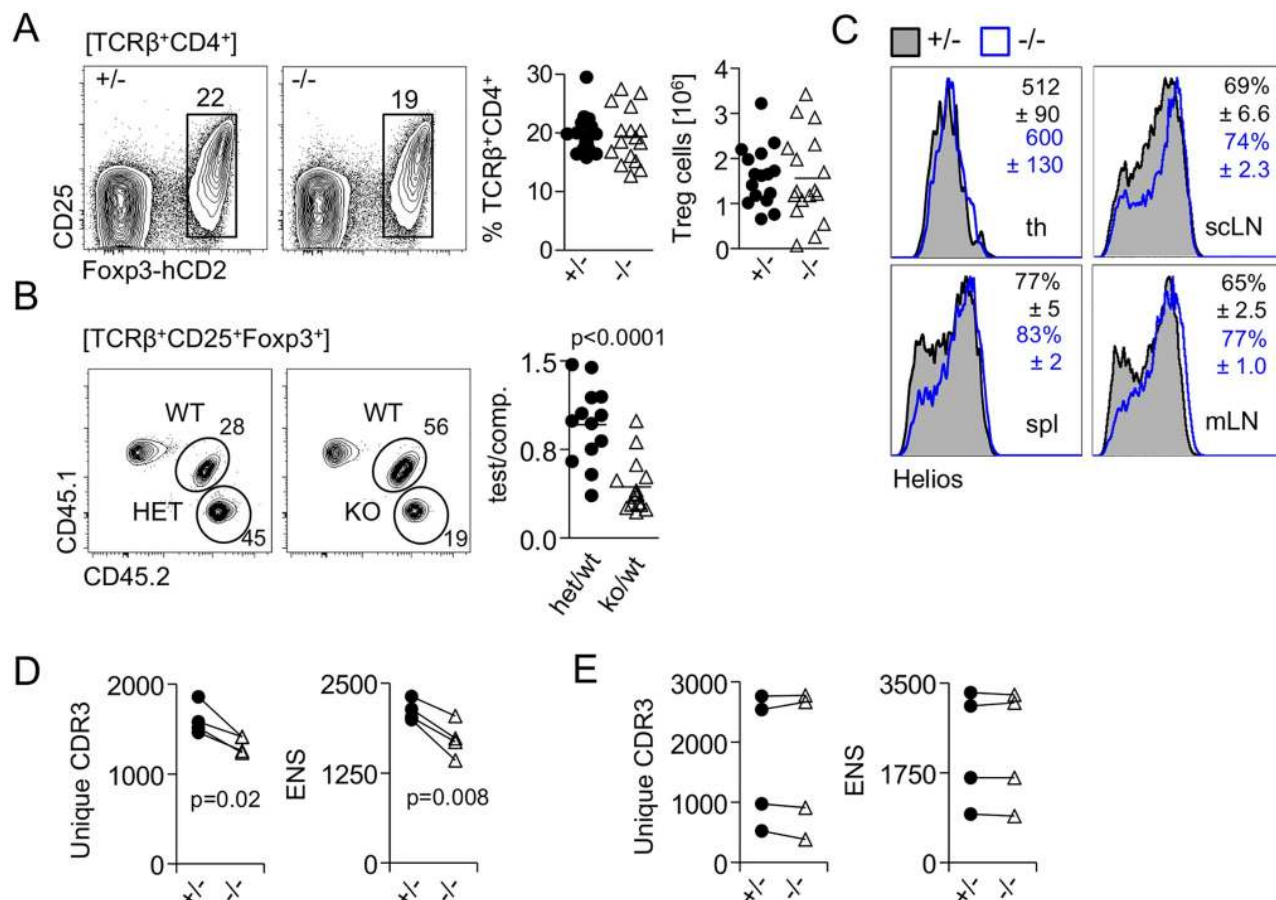 A
[TCRβ⁺CD4⁺]
+/-
22
-/-
19
CD25
Foxp3-hCD2
% TCRβ⁺CD4⁺
30
20
10
0
+/-
-/-
Treg cells [10⁶]
4
3
2
1
0
+/-
-/-
B
[TCRβ⁺CD25⁺Foxp3⁺]
WT
28
HET
45
WT
56
KO
19
CD45.1
CD45.2
p<0.0001
test/comp.
1.5
0.8
0.0
het/wt
ko/wt
C
+/-
-/-
512
± 90
600
± 130
th
69%
± 6.6
74%
± 2.3
scLN
77%
± 5
83%
± 2
spl
65%
± 2.5
77%
± 1.0
mLN
Helios
D
Unique CDR3
2000
1000
0
p=0.02
+/-
-/-
ENS
2500
1250
0
p=0.008
+/-
-/-
E
Unique CDR3
3000
2000
1000
0
+/-
-/-
ENS
3500
1750
0
+/-
-/-